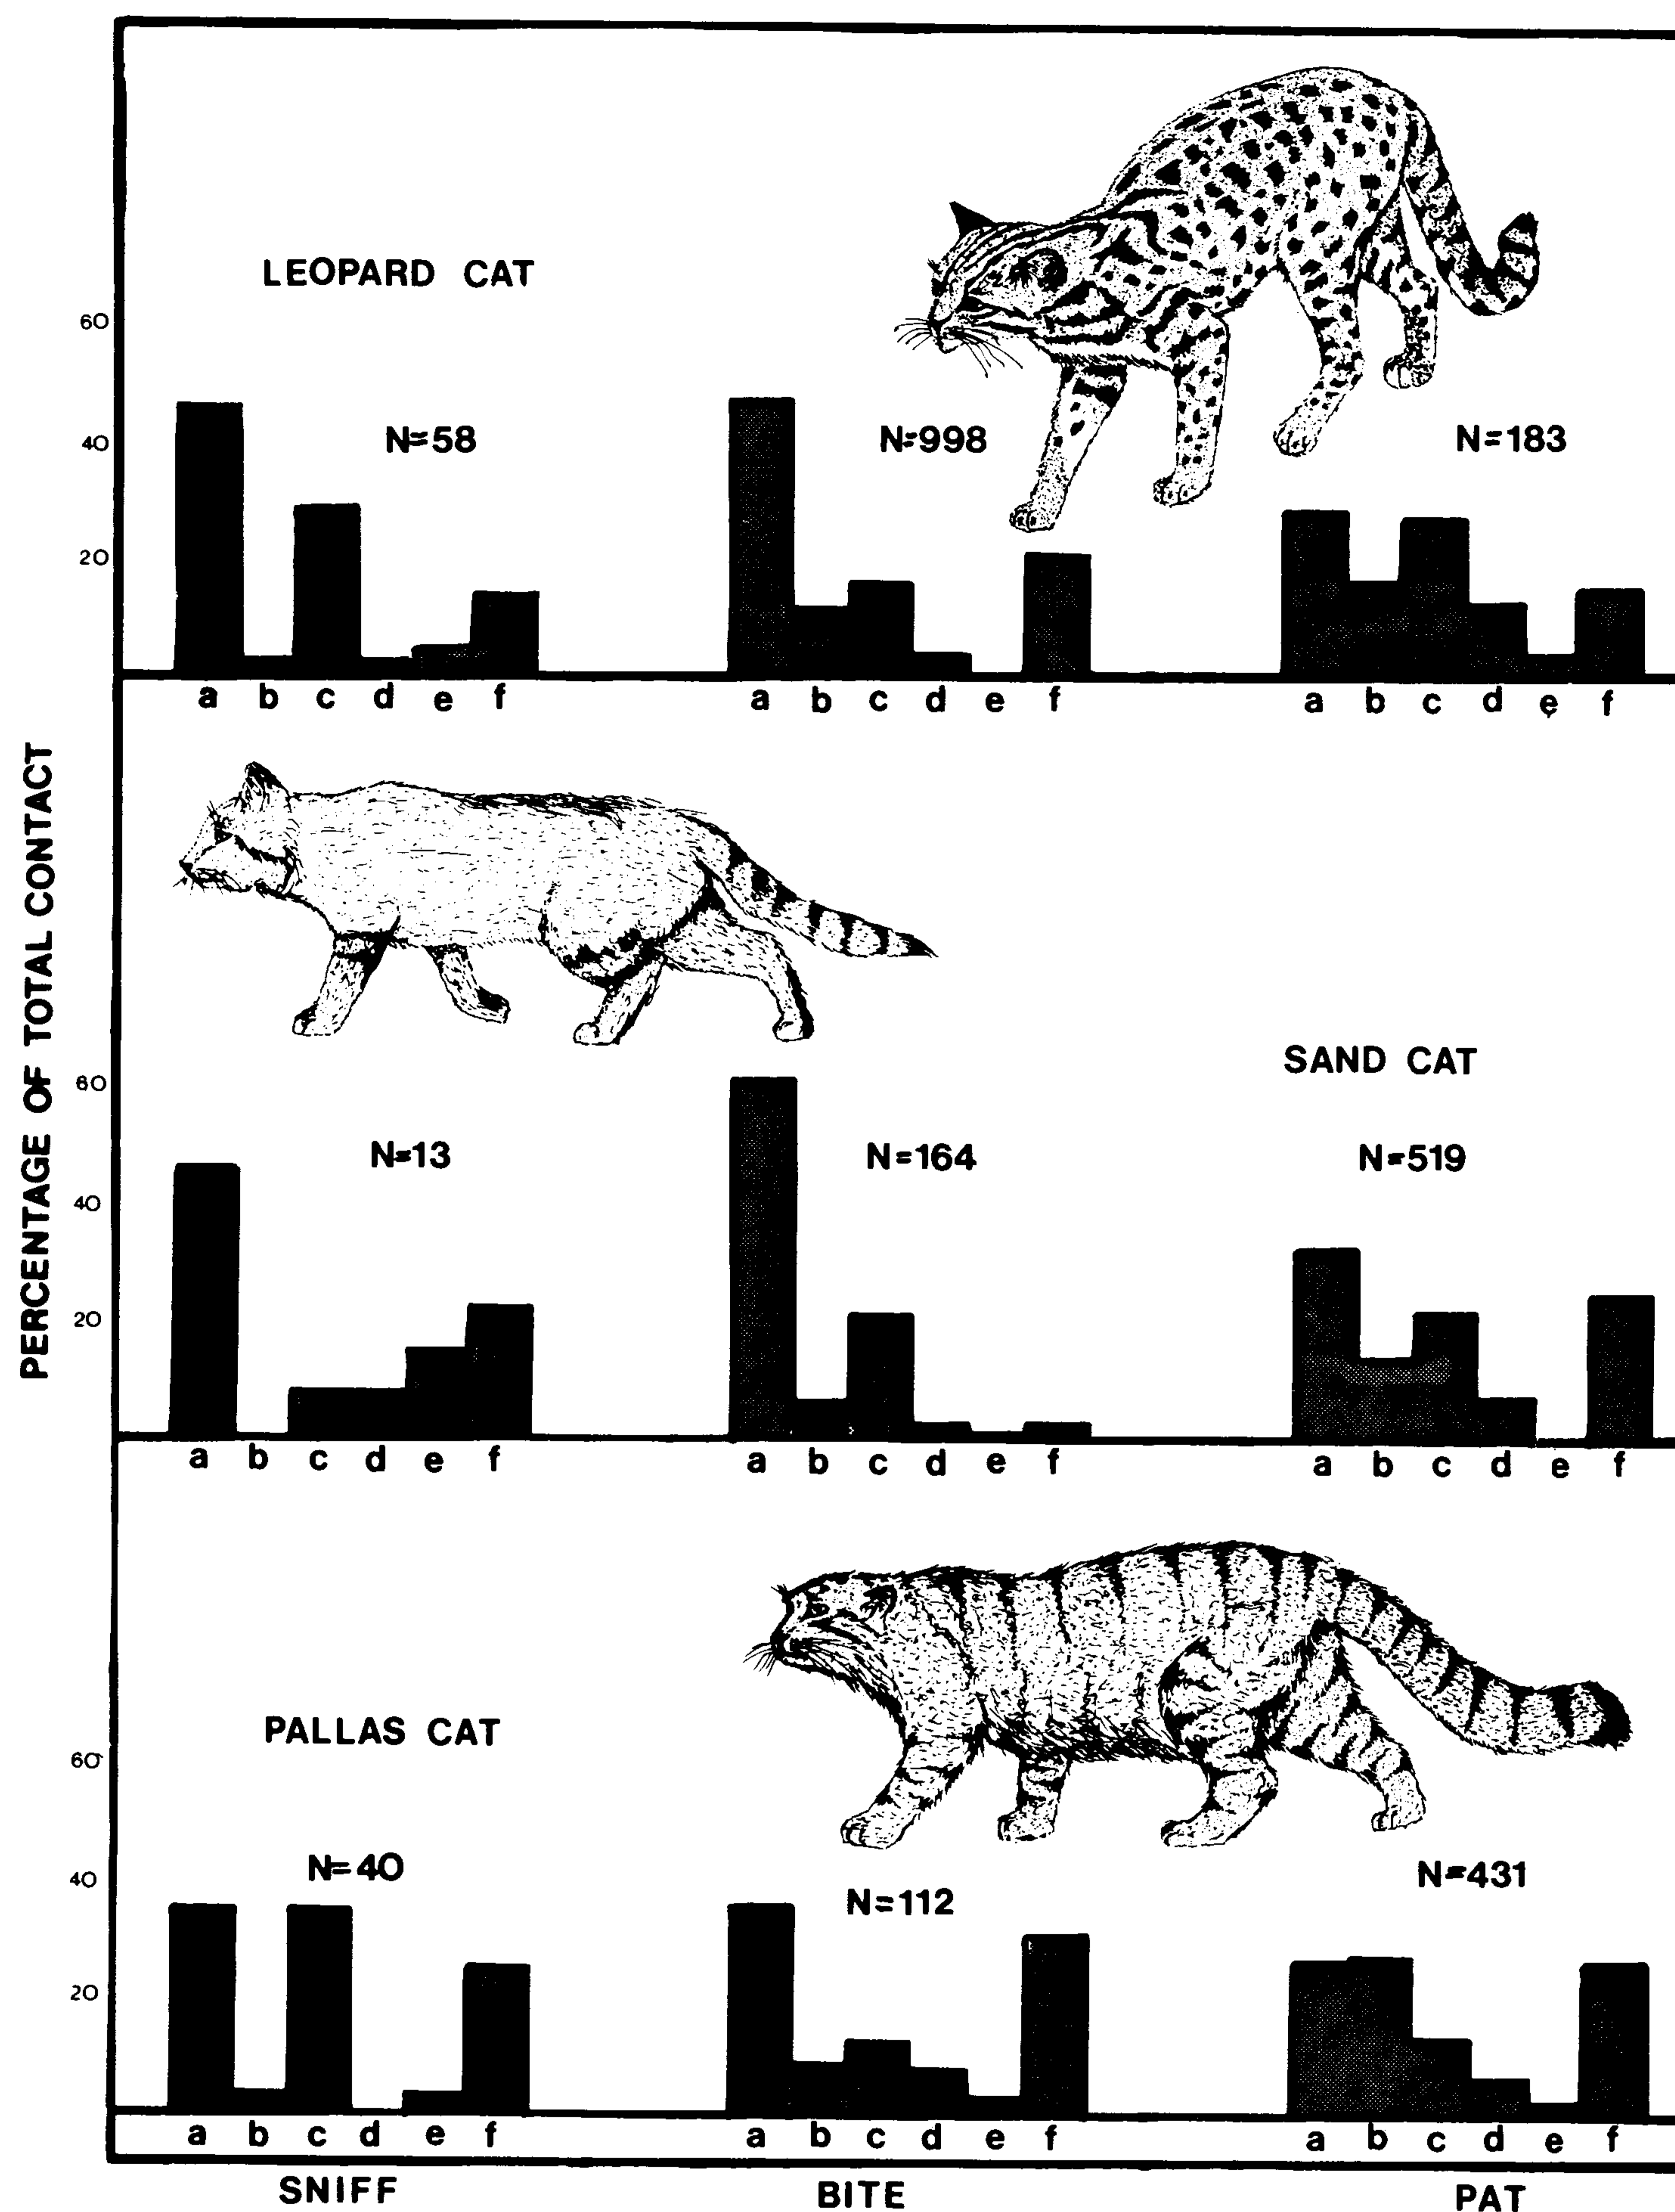 PERCENTAGE OF TOTAL CONTACT
LEOPARD CAT
60
40
20
N=58
N=998
N=183
a b c d e f
a b c d e f
a b c d e f
SAND CAT
60
40
20
N=13
N=164
N=519
a b c d e f
a b c d e f
a b c d e f
PALLAS CAT
60
40
20
N=40
N=112
N=431
a b c d e f
a b c d e f
a b c d e f
SNIFF
BITE
PAT